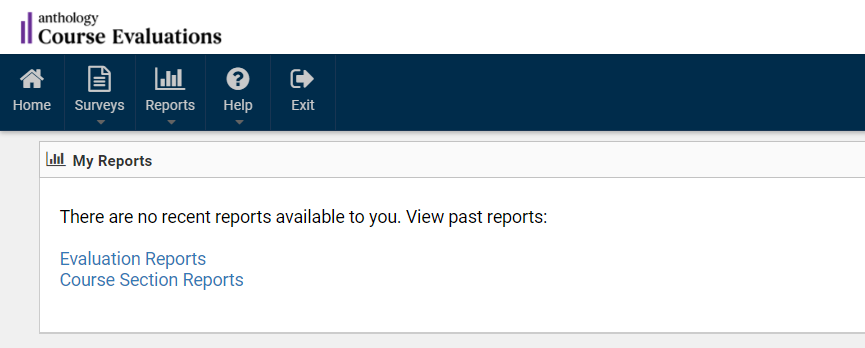 anthology
Course Evaluations
Home
Surveys
Reports
Help
Exit
My Reports
There are no recent reports available to you. View past reports:
Evaluation Reports
Course Section Reports